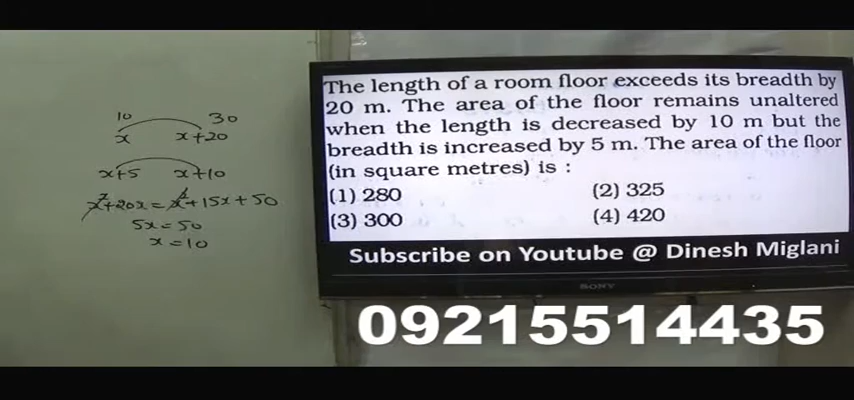 10 30
x x+20
x+5 x+10
x²+20x = x²+15x+50
5x = 50
x = 10
The length of a room floor exceeds its breadth by
20 m. The area of the floor remains unaltered
when the length is decreased by 10 m but the
breadth is increased by 5 m. The area of the floor
(in square metres) is :
(1) 280 (2) 325
(3) 300 (4) 420
Subscribe on Youtube @ Dinesh Miglani
SONY
09215514435